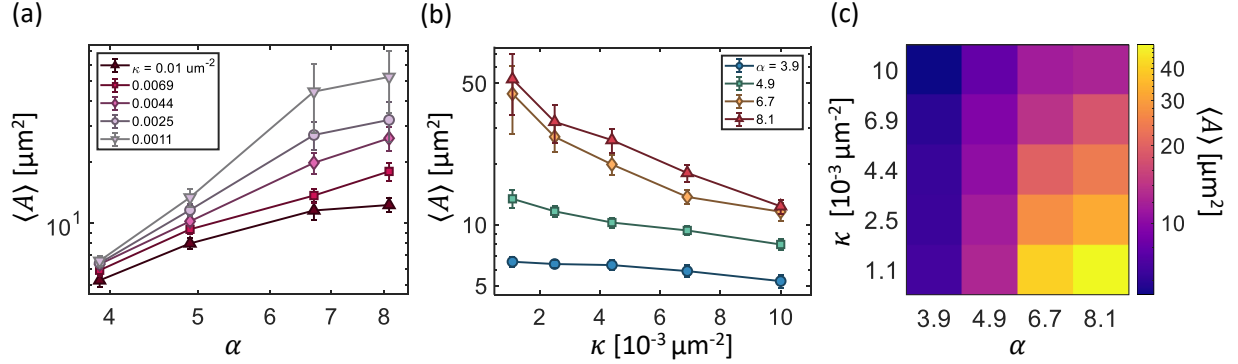 (a)
⟨A⟩ [μm²]
10¹
κ = 0.01 um⁻²
0.0069
0.0044
0.0025
0.0011
4 5 6 7 8
α
(b)
⟨A⟩ [μm²]
50
10
5
α = 3.9
4.9
6.7
8.1
2 4 6 8 10
κ [10⁻³ μm⁻²]
(c)
κ [10⁻³ μm⁻²]
10
6.9
4.4
2.5
1.1
3.9 4.9 6.7 8.1
α
40
30
20
10
⟨A⟩ [μm²]